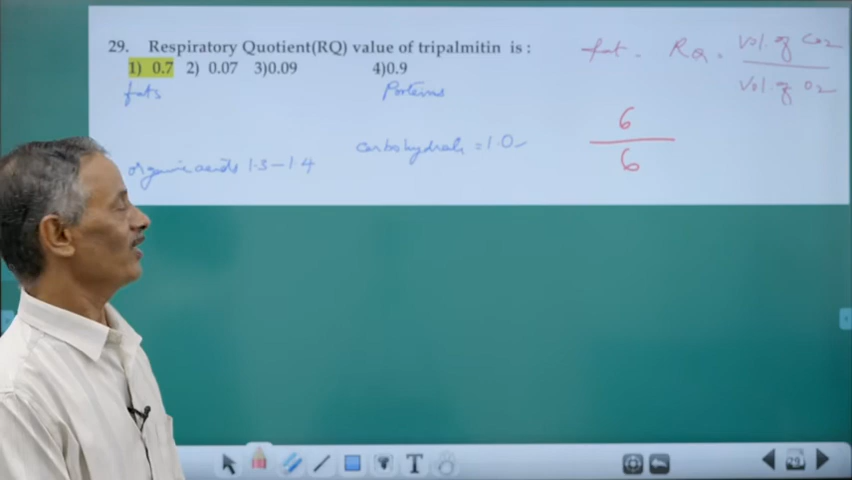 29. Respiratory Quotient(RQ) value of tripalmitin is :
1) 0.7 2) 0.07 3)0.09 4)0.9
fats Porteins
organic acids 1.3 – 1.4
carbohydrate = 1.0
fat. RQ = Vol. of CO2
Vol. of O2
6
6
T
29